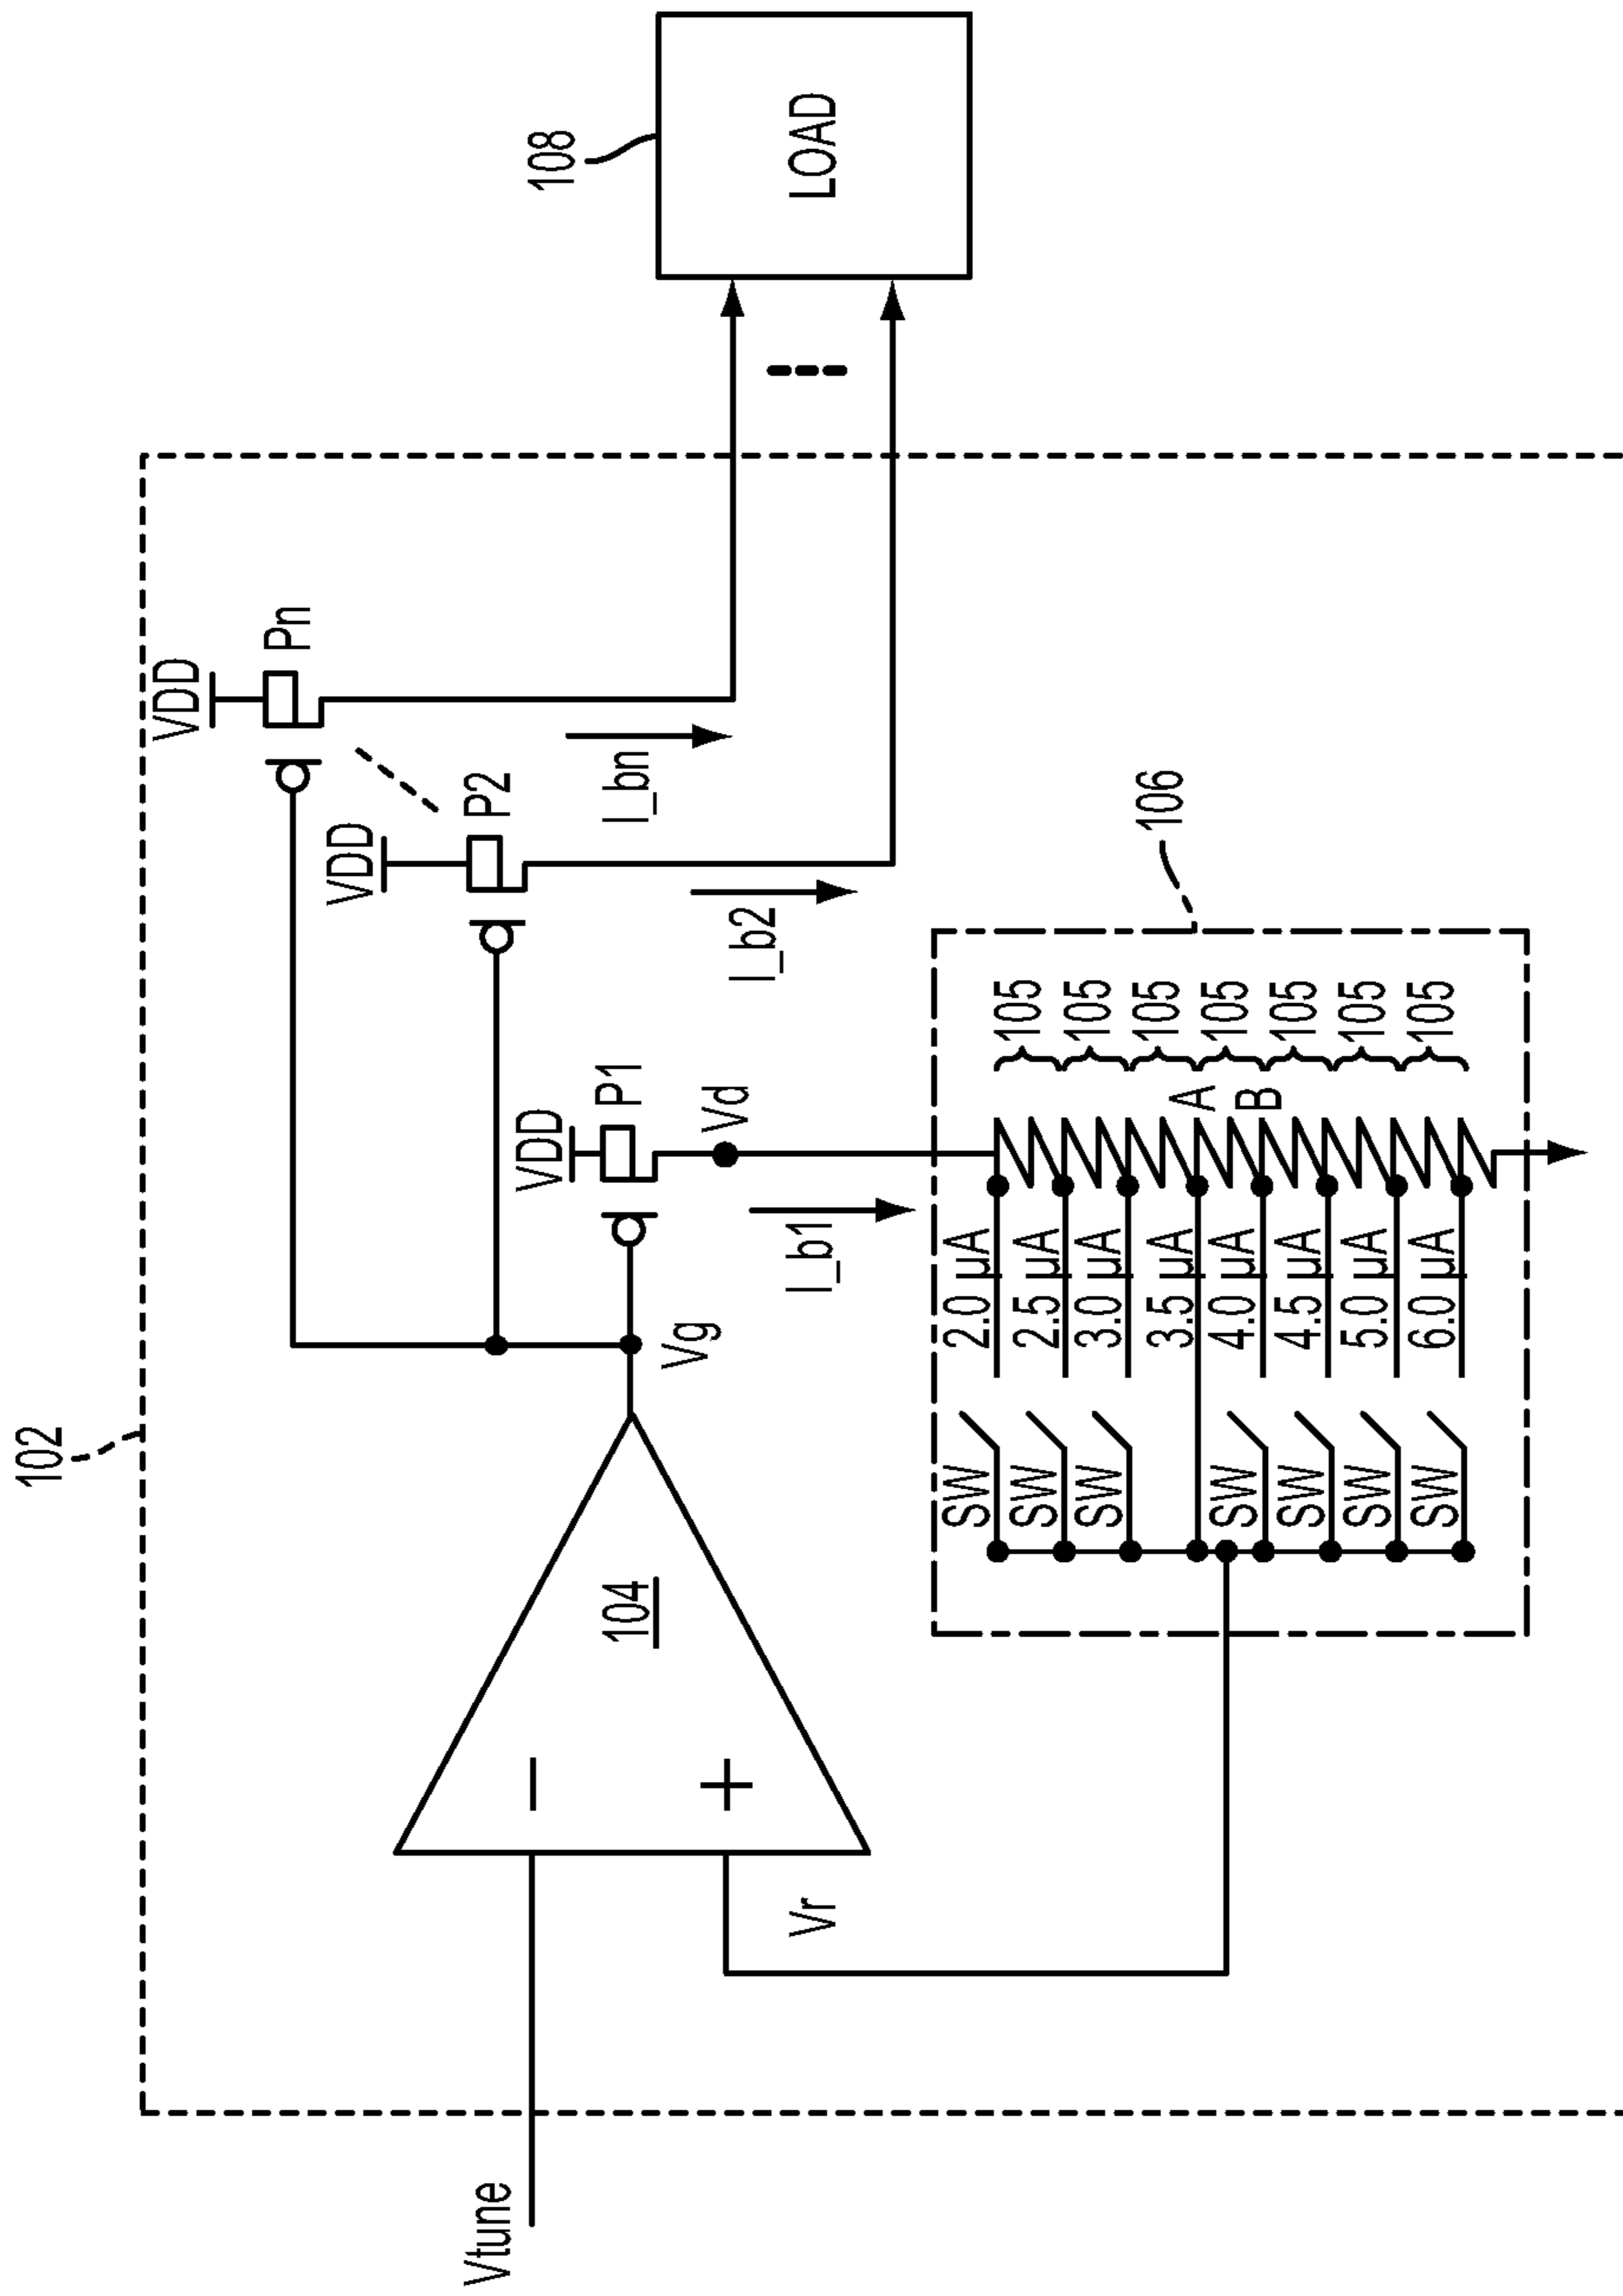 102
Vtune
−
+
104
Vr
Vg
VDD
P1
VDD
P2
VDD
Pn
Vd
I_b1
I_b2
I_bn
108
LOAD
106
SW 2.0 µA 105
SW 2.5 µA 105
SW 3.0 µA 105
3.5 µA A 105
SW 4.0 µA B 105
SW 4.5 µA 105
SW 5.0 µA 105
SW 6.0 µA